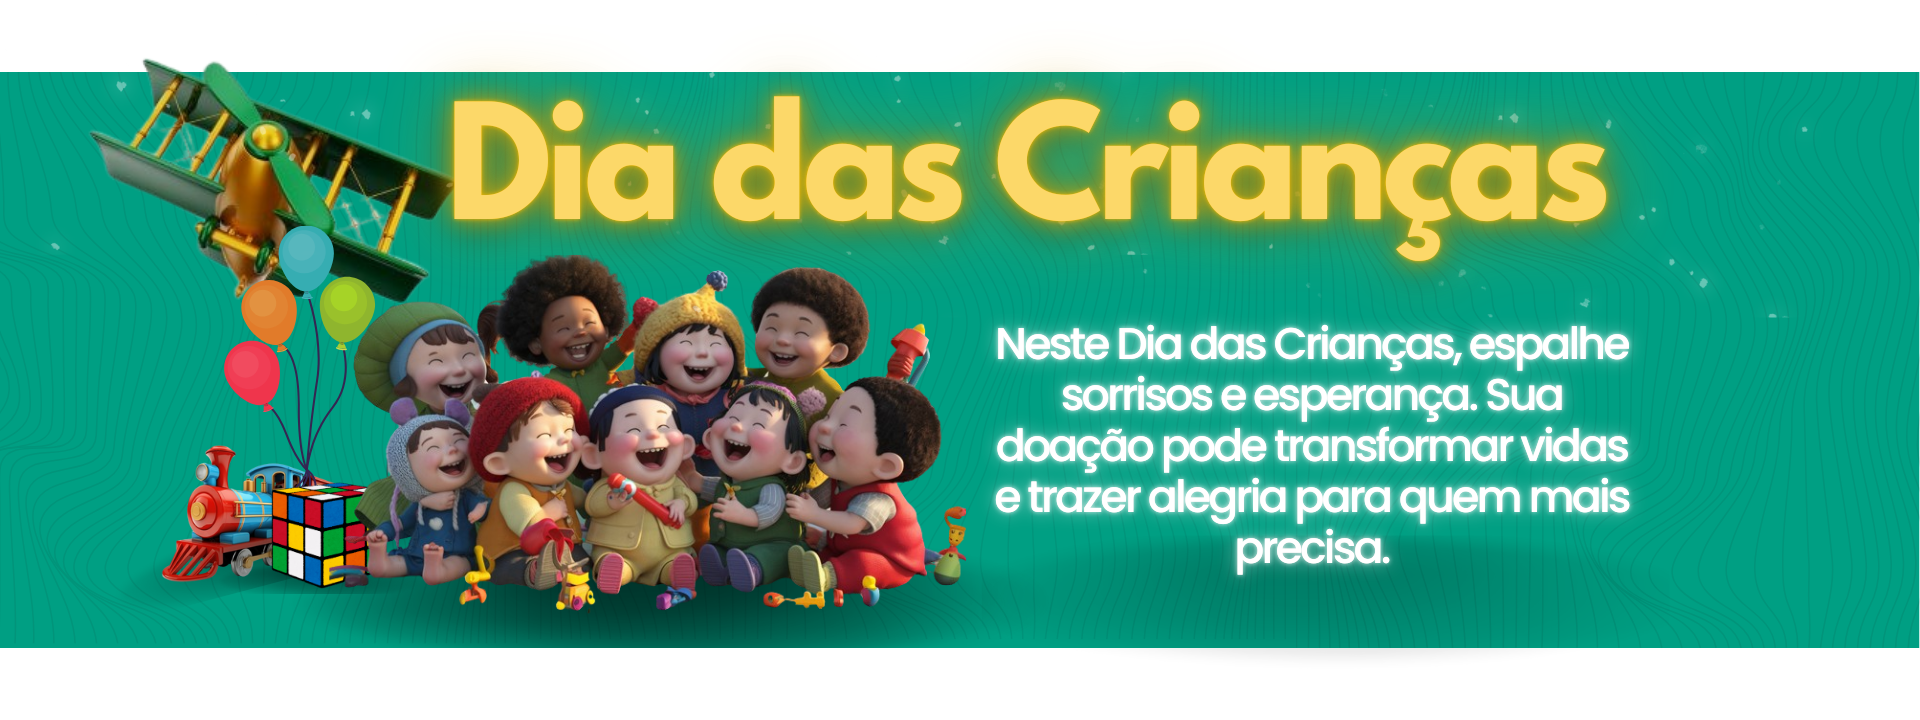 Dia das Crianças
Neste Dia das Crianças, espalhe
sorrisos e esperança. Sua
doação pode transformar vidas
e trazer alegria para quem mais
precisa.